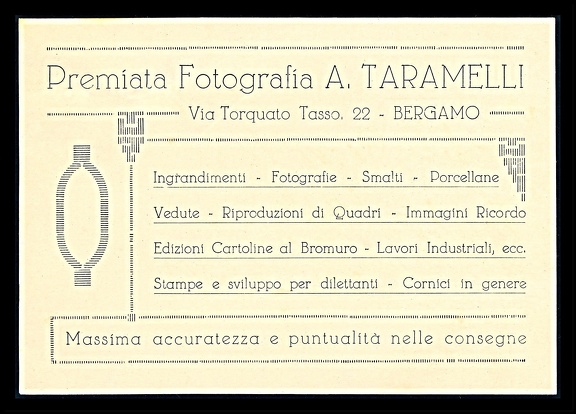 Premiata Fotografia A. TARAMELLI
Via Torquato Tasso, 22 - BERGAMO
Ingrandimenti - Fotografie - Smalti - Porcellane
Vedute - Riproduzioni di Quadri - Immagini Ricordo
Edizioni Cartoline al Bromuro - Lavori Industriali, ecc.
Stampe e sviluppo per dilettanti - Cornici in genere
Massima accuratezza e puntualità nelle consegne